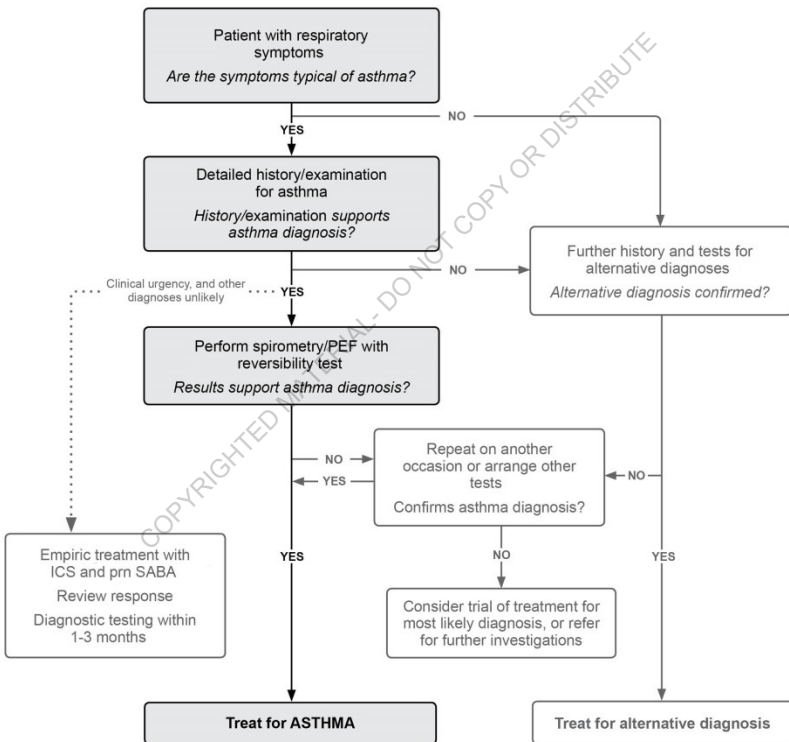 Patient with respiratory
symptoms
Are the symptoms typical of asthma?
NO
YES
Detailed history/examination
for asthma
History/examination supports
asthma diagnosis?
NO
Further history and tests for
alternative diagnoses
Alternative diagnosis confirmed?
Clinical urgency, and other
diagnoses unlikely
YES
Perform spirometry/PEF with
reversibility test
Results support asthma diagnosis?
NO
YES
Repeat on another
occasion or arrange other
tests
Confirms asthma diagnosis?
NO
YES
NO
YES
Empiric treatment with
ICS and prn SABA
Review response
Diagnostic testing within
1-3 months
Consider trial of treatment for
most likely diagnosis, or refer
for further investigations
Treat for ASTHMA
Treat for alternative diagnosis
COPYRIGHTED MATERIAL- DO NOT COPY OR DISTRIBUTE